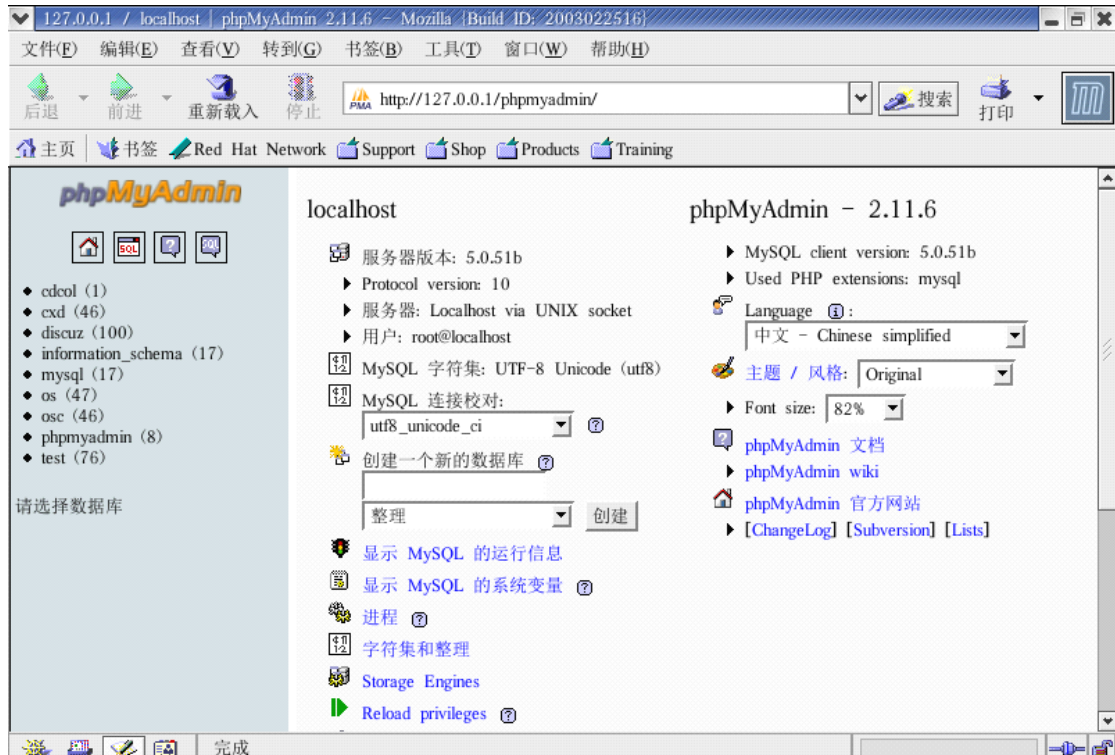 127.0.0.1 / localhost | phpMyAdmin 2.11.6 - Mozilla {Build ID: 2003022516}
文件(F) 编辑(E) 查看(V) 转到(G) 书签(B) 工具(T) 窗口(W) 帮助(H)
后退 前进 重新载入 停止 PMA http://127.0.0.1/phpmyadmin/ 搜索 打印
主页 书签 Red Hat Network Support Shop Products Training
phpMyAdmin
SQL
SQL
cdcol (1)
cxd (46)
discuz (100)
information_schema (17)
mysql (17)
os (47)
osc (46)
phpmyadmin (8)
test (76)
请选择数据库
localhost
服务器版本: 5.0.51b
Protocol version: 10
服务器: Localhost via UNIX socket
用户: root@localhost
MySQL 字符集: UTF-8 Unicode (utf8)
MySQL 连接校对:
utf8_unicode_ci
创建一个新的数据库
整理 创建
显示 MySQL 的运行信息
显示 MySQL 的系统变量
进程
字符集和整理
Storage Engines
Reload privileges
phpMyAdmin - 2.11.6
MySQL client version: 5.0.51b
Used PHP extensions: mysql
Language :
中文 - Chinese simplified
主题 / 风格: Original
Font size: 82%
phpMyAdmin 文档
phpMyAdmin wiki
phpMyAdmin 官方网站
[ChangeLog] [Subversion] [Lists]
完成